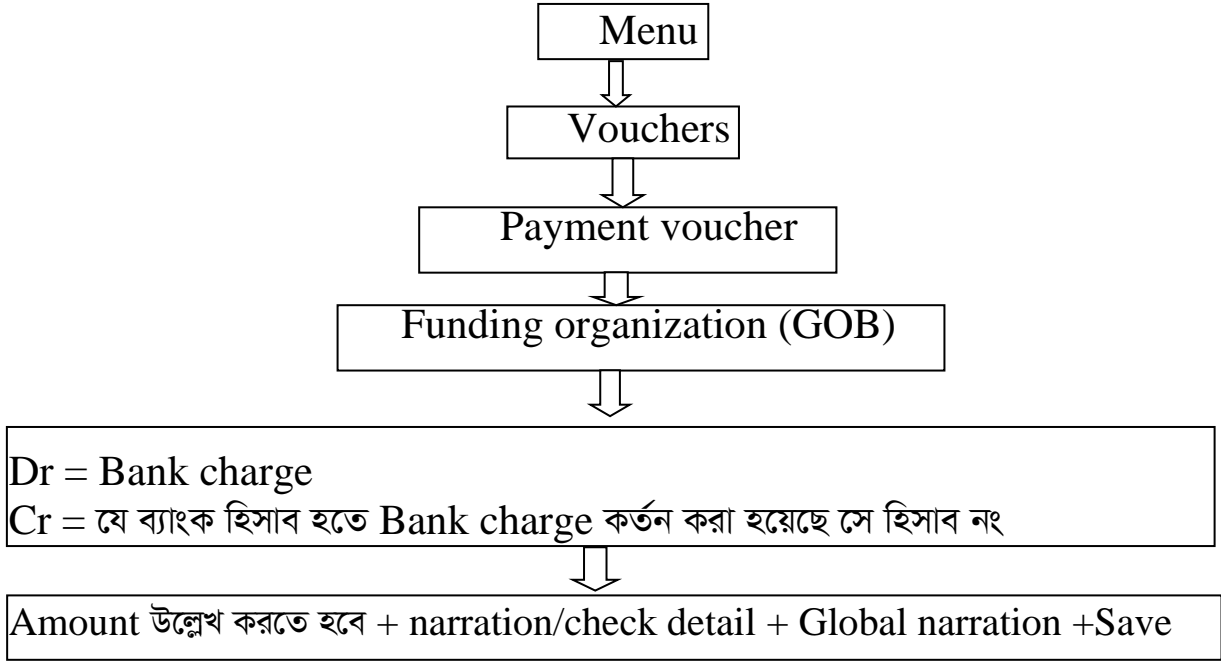 Menu
Vouchers
Payment voucher
Funding organization (GOB)
Dr = Bank charge
Cr = যে ব্যাংক হিসাব হতে Bank charge কর্তন করা হয়েছে সে হিসাব নং
Amount উল্লেখ করতে হবে + narration/check detail + Global narration +Save